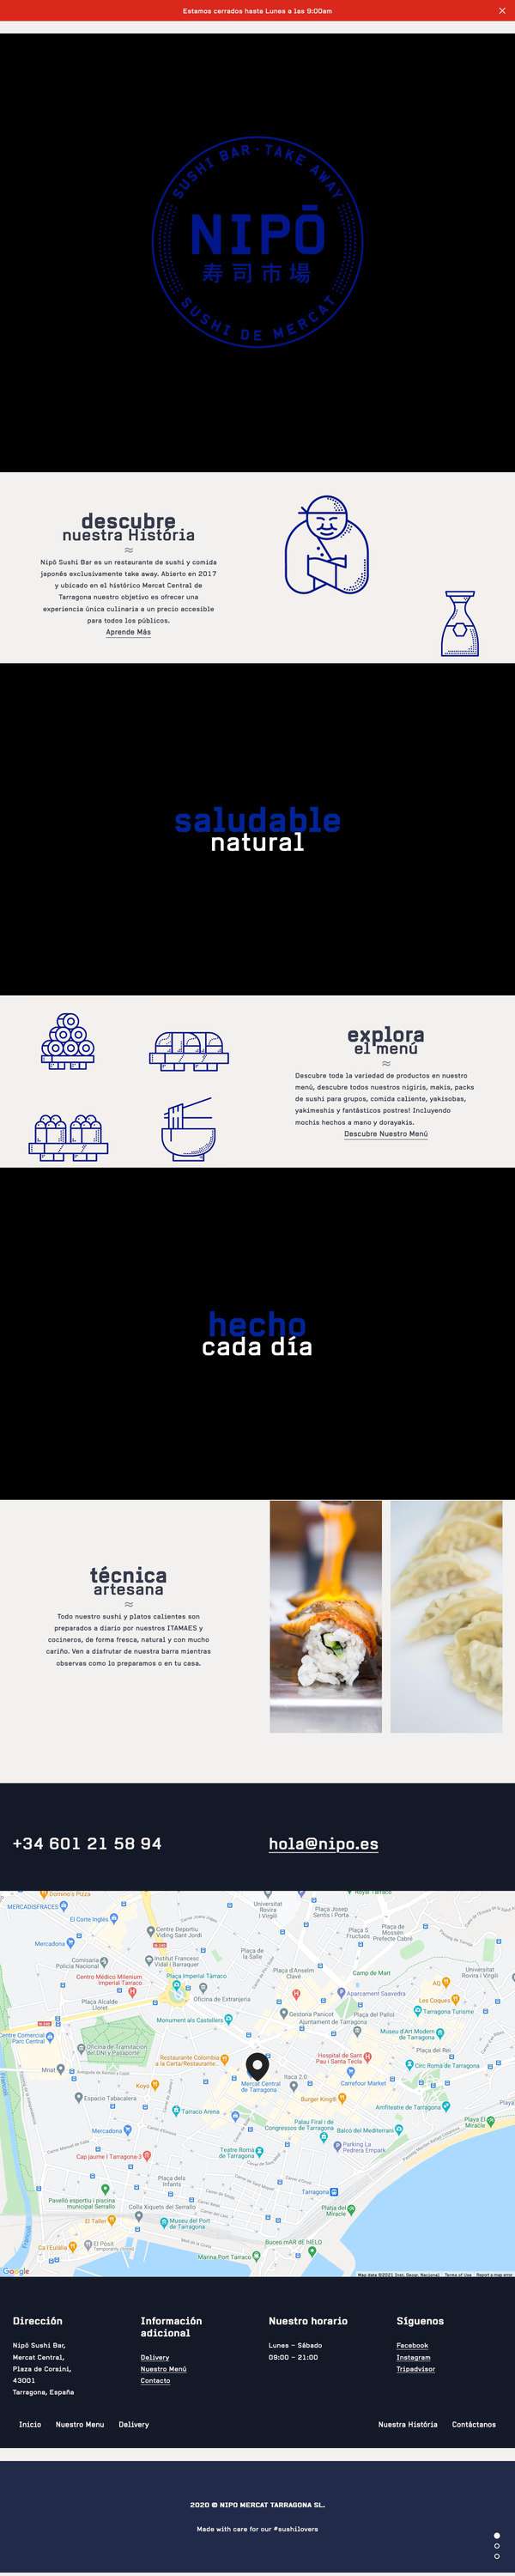 Estamos cerrados hasta Lunes a las 9:00am
SUSHI BAR · TAKE AWAY
NIPŌ
寿司市場
SUSHI DE MERCAT
descubre
nuestra História
Nipō Sushi Bar es un restaurante de sushi y comida
japonés exclusivamente take away. Abierto en 2017
y ubicado en el histórico Mercat Central de
Tarragona nuestro objetivo es ofrecer una
experiencia única culinaria a un precio accesible
para todos los públicos.
Aprende Más
saludable
natural
explora
el menú
Descubre toda la variedad de productos en nuestro
menú, descubre todos nuestros nigiris, makis, packs
de sushi para grupos, comida caliente, yakisobas,
yakimeshis y fantásticos postres! Incluyendo
mochis hechos a mano y dorayakis.
Descubre Nuestro Menú
hecho
cada día
técnica
artesana
Todo nuestro sushi y platos calientes son
preparados a diario por nuestros ITAMAES y
cocineros, de forma fresca, natural y con mucho
cariño. Ven a disfrutar de nuestra barra mientras
observas como lo preparamos o en tu casa.
+34 601 21 58 94
hola@nipo.es
Domino's Pizza
MERCADISFRACES
El Corte Inglés
Universitat
Rovira
i Virgili
Plaça Josep
Sentís i Porta
Plaça S
Fructuos
Plaça de
Mossèn
Prefecte Cabré
Centre Deportiu
Viding Sant Jordi
Mercadona
Comisaría
Policía Nacional
Institut Francesc
Vidal i Barraquer
Plaça de
la Salle
Plaça d'Anselm
Clavé
Camp de Mart
Universitat
Rovira i Virgili
Centro Médico Milenium
Imperial Tarraco
Plaça Imperial Tàrraco
AQ
Aparcament Saavedra
Oficina de Extranjería
Les Coques
Plaça Alcalde
Lloret
Gestoria Panicot
Plaça del Pallol
Tarragona Turisme
Monument als Castellers
Ajuntament de Tarragona
Centre Comercial
Parc Central
Museu d'Art Modern
de Tarragona
Oficina de Tramitación
del DNI y Pasaporte
Plaça del Rei
Restaurante Colombia
a la Carta/Restaurante...
Hospital de Sant
Pau i Santa Tecla
Circ Romà de Tarragona
Mnat
Itaca 2.0
Koyo
Mercat Central
de Tarragona
Carrefour Market
Espacio Tabacalera
Burger King
Amfiteatre de Tarragona
Tarraco Arena
Palau Firal i de
Congressos de Tarragona
Balcó del Mediterrani
Platja El
Miracle
Mercadona
Parking La
Pedrera Empark
Cap jaume I Tarragona 3
Teatre Romà
de Tarragona
Plaça dels
Infants
Tarragona
Pavelló esportiu i piscina
municipal Serrallo
Colla Xiquets del Serrallo
Platja del
Miracle
El Taller
Museu del Port
de Tarragona
Ca l'Eulàlia
El Pòsit
Buceo mAR de NIELO
Marina Port Tarraco
Google
Map data ©2021 Inst. Geogr. Nacional
Terms of Use
Report a map error
Dirección
Nipō Sushi Bar,
Mercat Central,
Plaza de Corsini,
43001
Tarragona, España
Información
adicional
Delivery
Nuestro Menú
Contacto
Nuestro horario
Lunes – Sábado
09:00 – 21:00
Síguenos
Facebook
Instagram
Tripadvisor
Inicio Nuestro Menu Delivery Nuestra História Contáctanos
2020 © NIPO MERCAT TARRAGONA SL.
Made with care for our #sushilovers